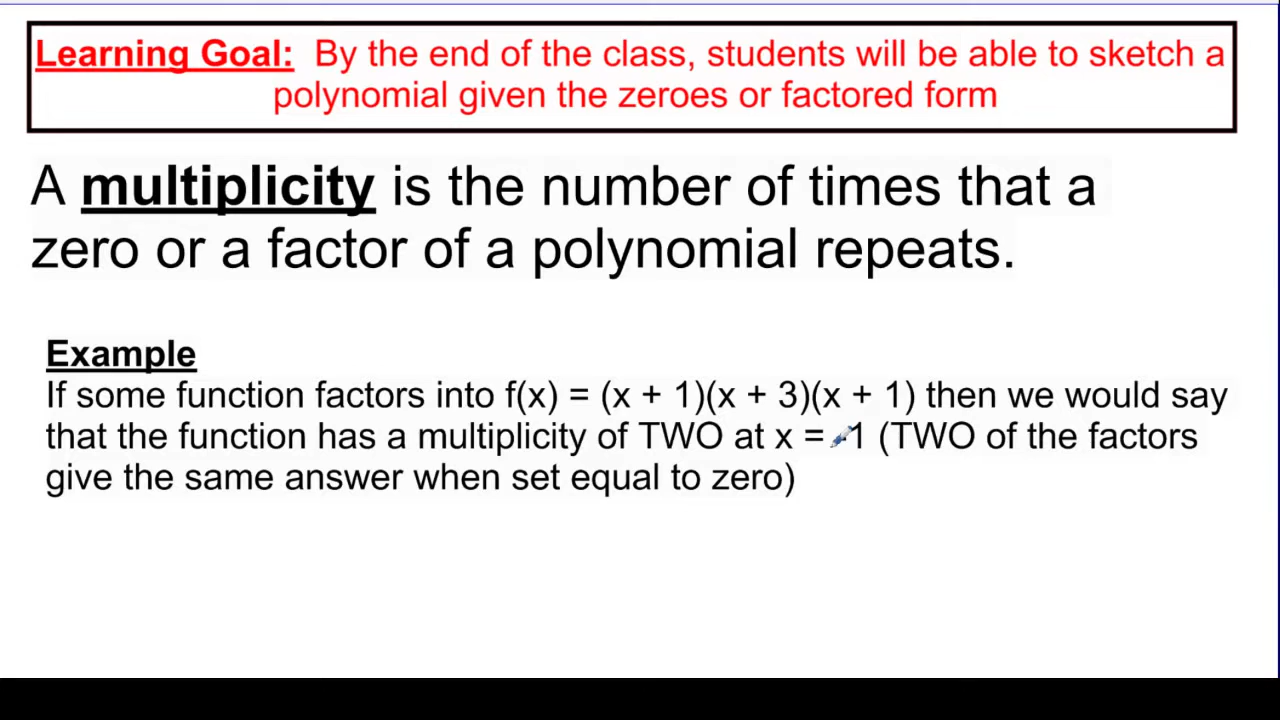 Learning Goal: By the end of the class, students will be able to sketch a
polynomial given the zeroes or factored form
A multiplicity is the number of times that a
zero or a factor of a polynomial repeats.
Example
If some function factors into f(x) = (x + 1)(x + 3)(x + 1) then we would say
that the function has a multiplicity of TWO at x = -1 (TWO of the factors
give the same answer when set equal to zero)